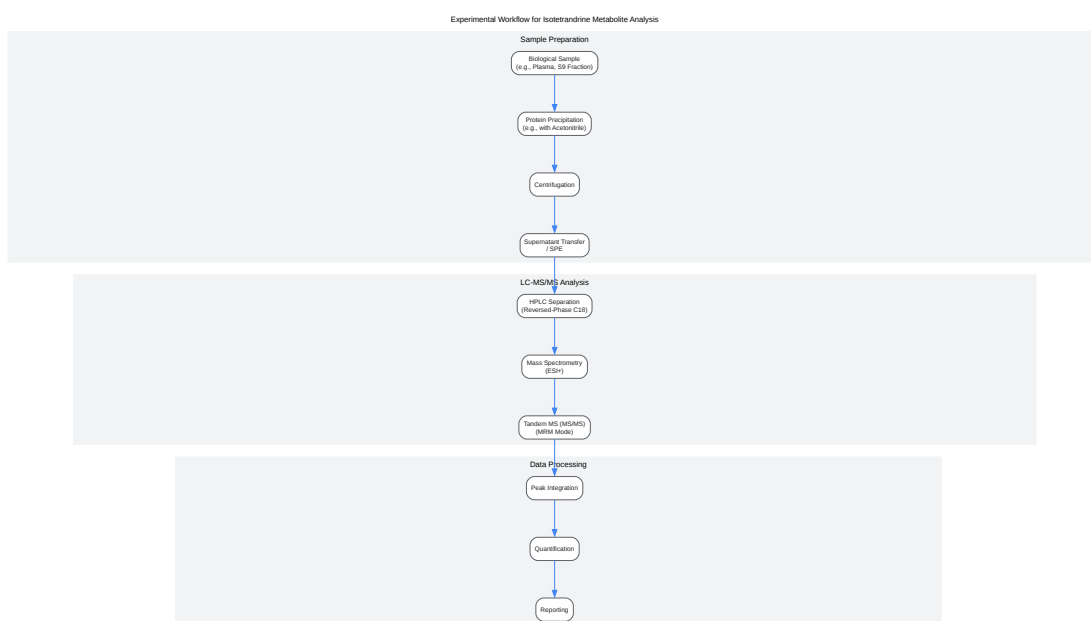 Experimental Workflow for Isotetrandrine Metabolite Analysis
Sample Preparation
Biological Sample
(e.g., Plasma, S9 Fraction)
Protein Precipitation
(e.g., with Acetonitrile)
Centrifugation
Supernatant Transfer
/ SPE
LC-MS/MS Analysis
HPLC Separation
(Reversed-Phase C18)
Mass Spectrometry
(ESI+)
Tandem MS (MS/MS)
(MRM Mode)
Data Processing
Peak Integration
Quantification
Reporting